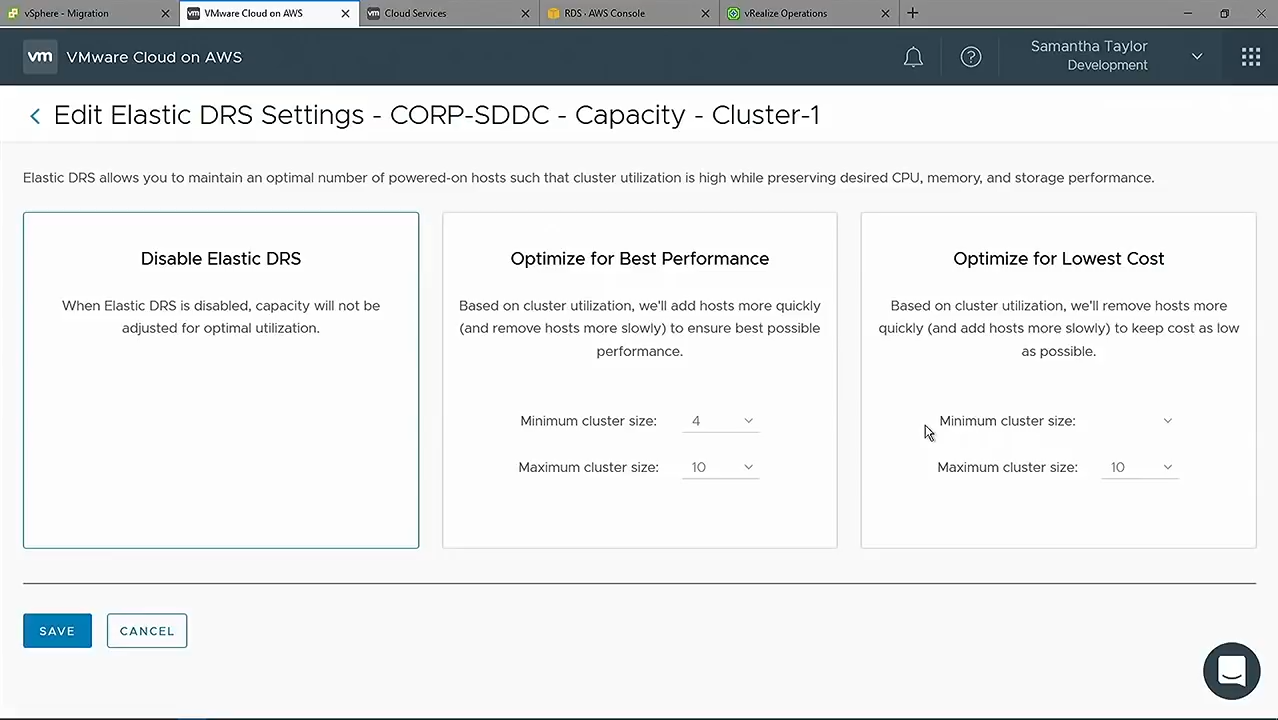 vSphere - Migration
VMware Cloud on AWS
Cloud Services
RDS · AWS Console
vRealize Operations
vm
VMware Cloud on AWS
Samantha Taylor
Development
Edit Elastic DRS Settings - CORP-SDDC - Capacity - Cluster-1
Elastic DRS allows you to maintain an optimal number of powered-on hosts such that cluster utilization is high while preserving desired CPU, memory, and storage performance.
Disable Elastic DRS
When Elastic DRS is disabled, capacity will not be
adjusted for optimal utilization.
Optimize for Best Performance
Based on cluster utilization, we'll add hosts more quickly
(and remove hosts more slowly) to ensure best possible
performance.
Minimum cluster size: 4
Maximum cluster size: 10
Optimize for Lowest Cost
Based on cluster utilization, we'll remove hosts more
quickly (and add hosts more slowly) to keep cost as low
as possible.
Minimum cluster size:
Maximum cluster size: 10
SAVE
CANCEL